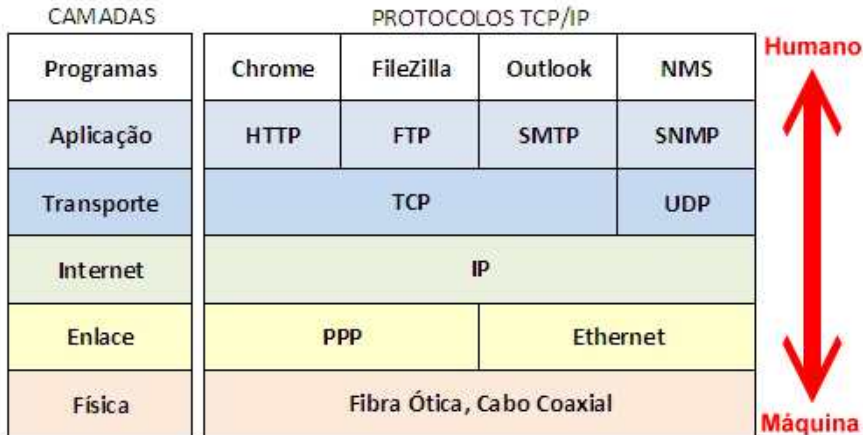 CAMADAS PROTOCOLOS TCP/IP
Humano
Programas Chrome FileZilla Outlook NMS
Aplicação HTTP FTP SMTP SNMP
Transporte TCP UDP
Internet IP
Enlace PPP Ethernet
Física Fibra Ótica, Cabo Coaxial
Máquina